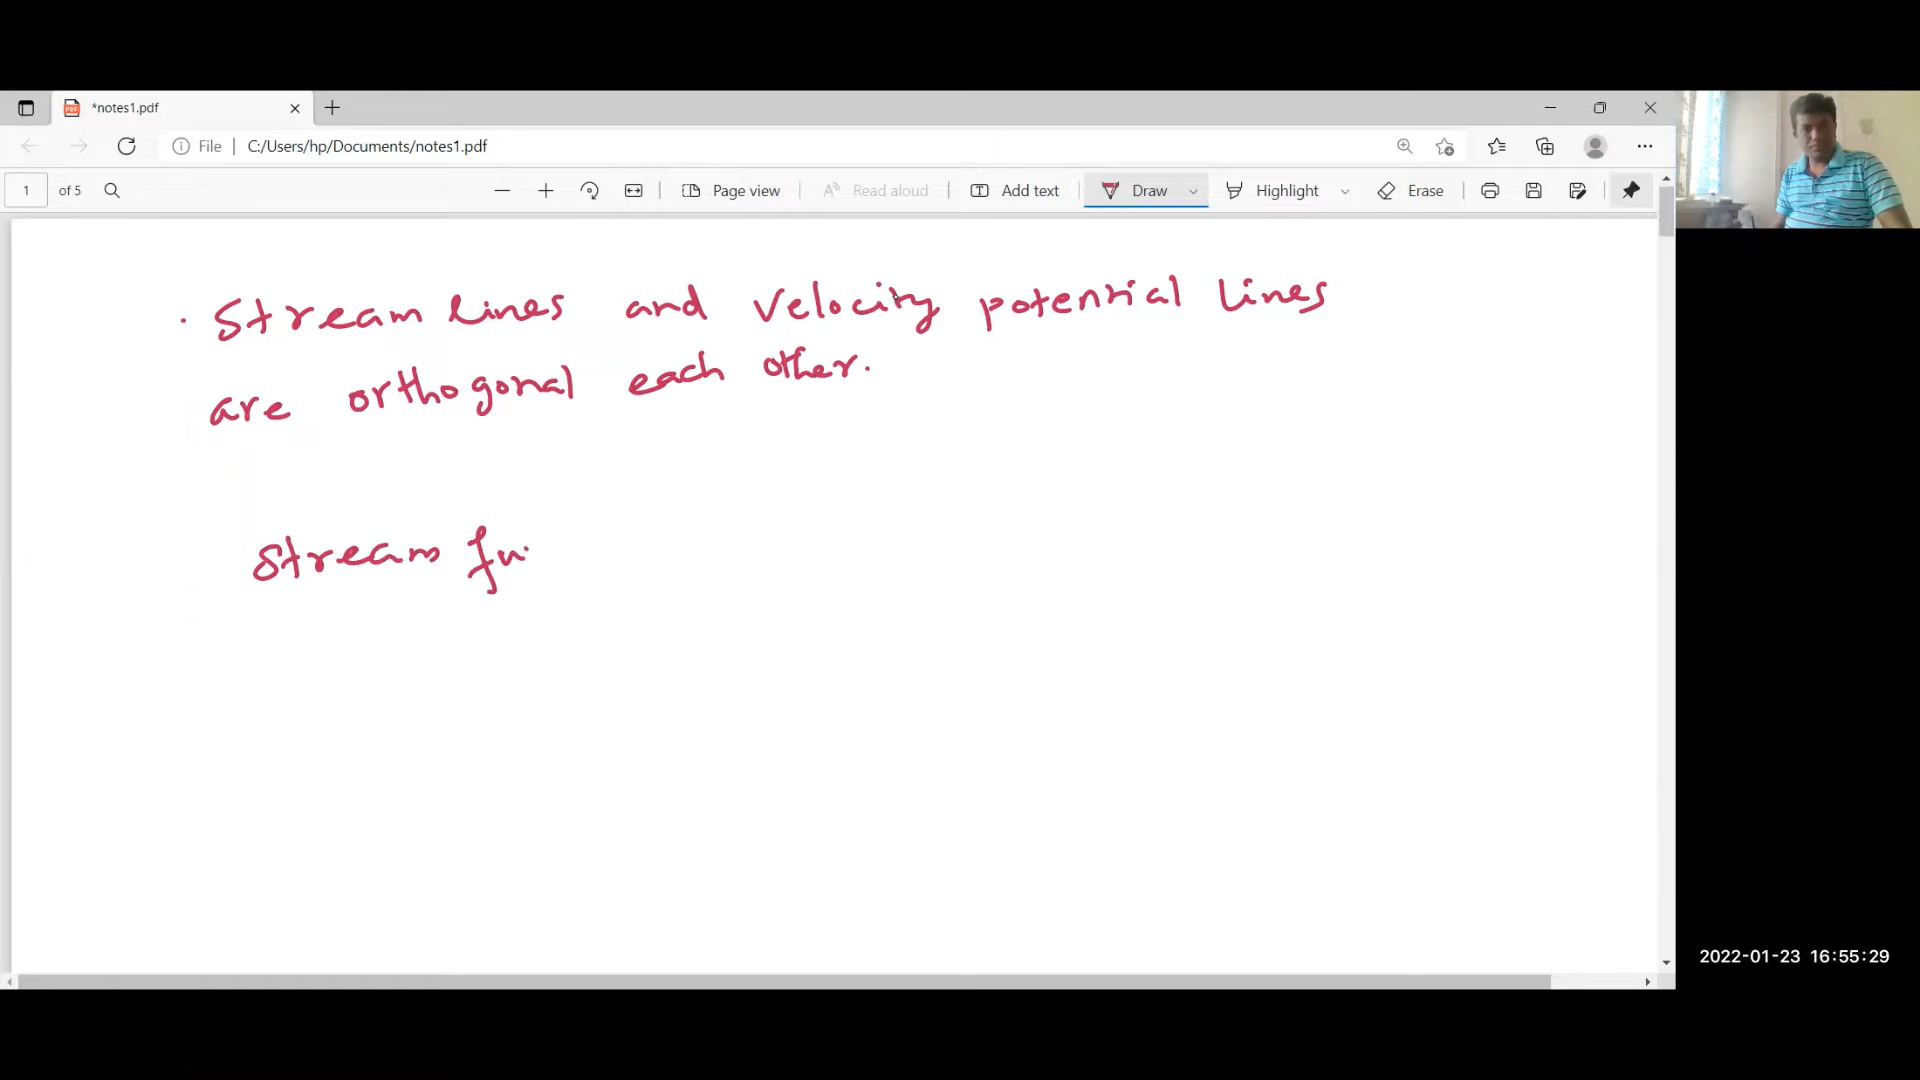 *notes1.pdf
File C:/Users/hp/Documents/notes1.pdf
1 of 5 Page view Read aloud Add text Draw Highlight Erase
. Stream lines and velocity potential lines
are orthogonal each other.
Stream fu
2022-01-23 16:55:29